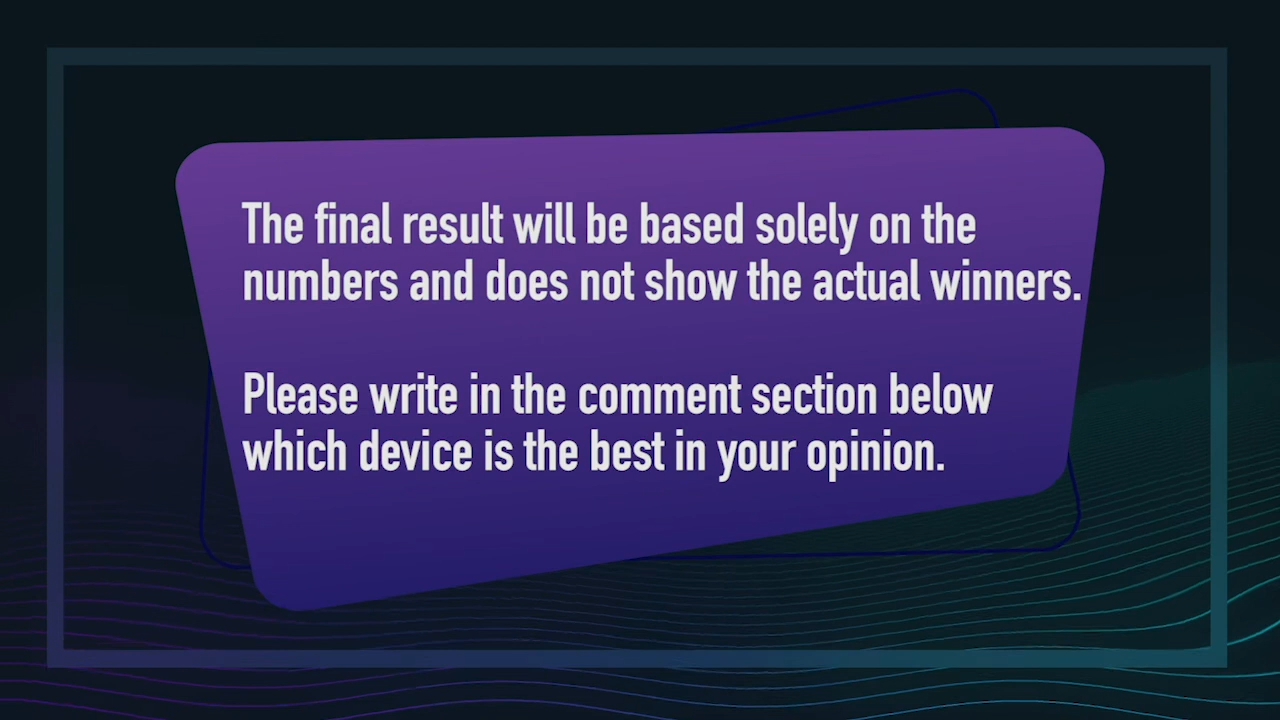 The final result will be based solely on the
numbers and does not show the actual winners.
Please write in the comment section below
which device is the best in your opinion.